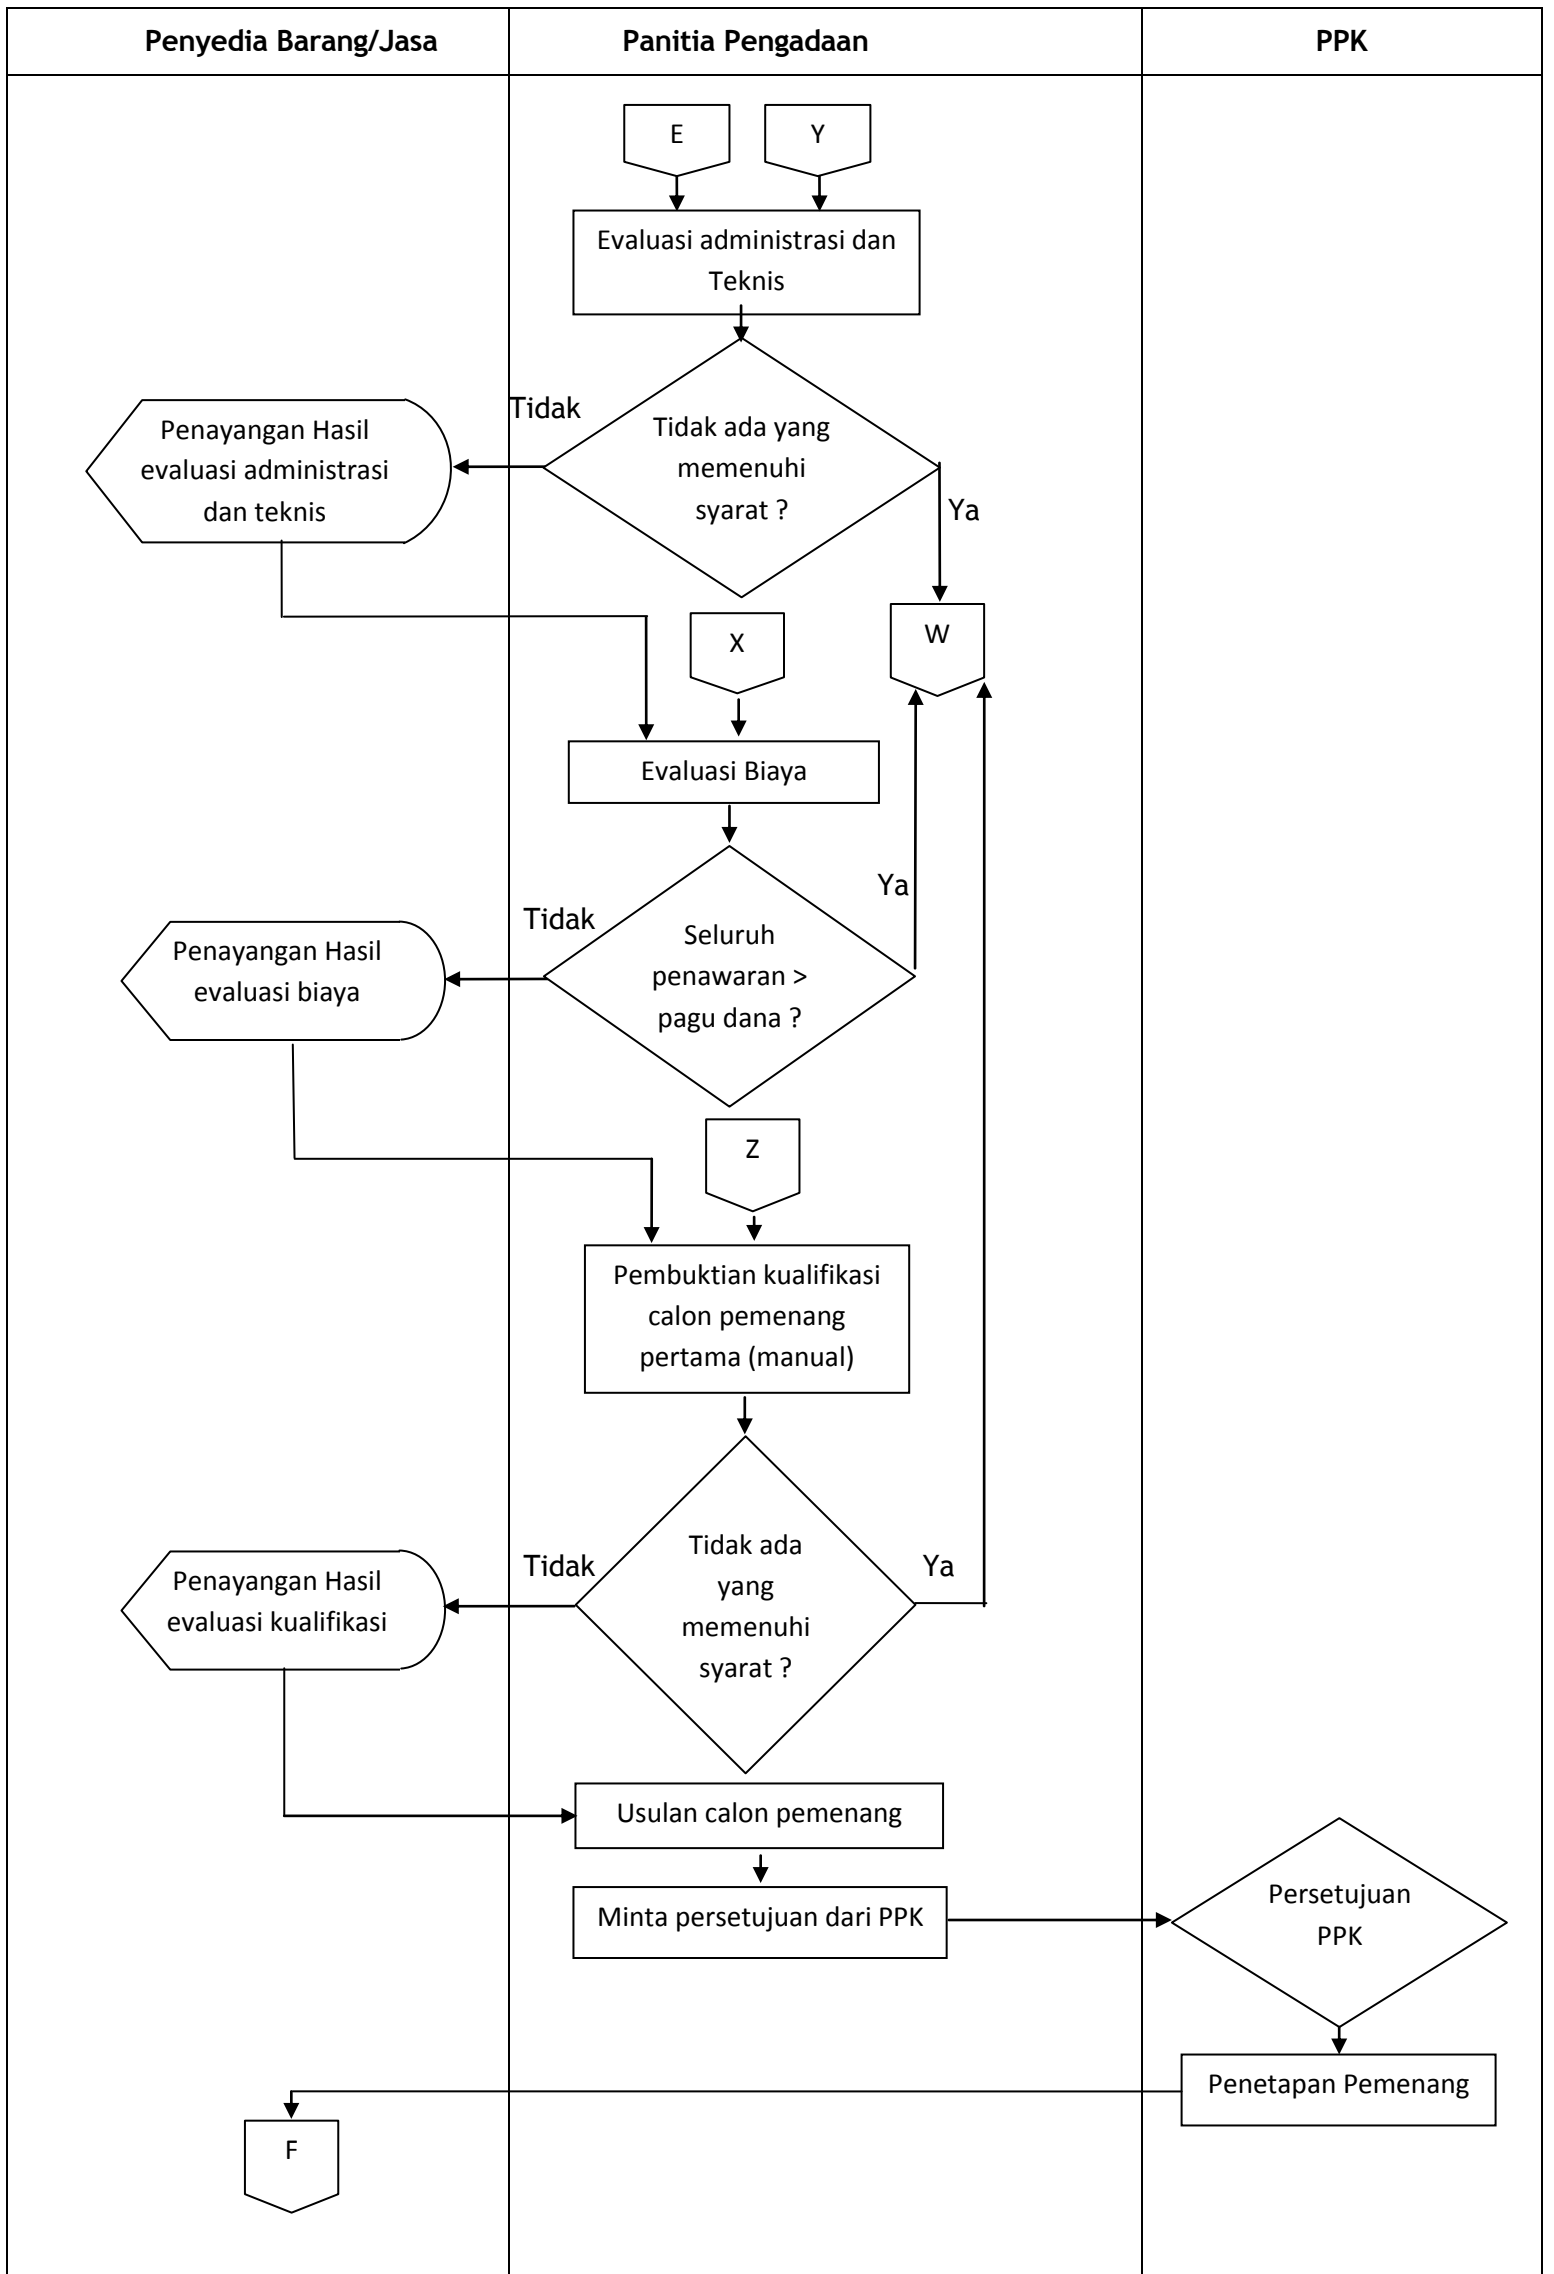 Penyedia Barang/Jasa
Panitia Pengadaan
PPK
E
Y
Evaluasi administrasi dan
Teknis
Tidak
Tidak ada yang
memenuhi
syarat ?
Ya
Penayangan Hasil
evaluasi administrasi
dan teknis
X
W
Evaluasi Biaya
Ya
Tidak
Seluruh
penawaran >
pagu dana ?
Penayangan Hasil
evaluasi biaya
Z
Pembuktian kualifikasi
calon pemenang
pertama (manual)
Tidak
Tidak ada
yang
memenuhi
syarat ?
Ya
Penayangan Hasil
evaluasi kualifikasi
Usulan calon pemenang
Minta persetujuan dari PPK
Persetujuan
PPK
Penetapan Pemenang
F